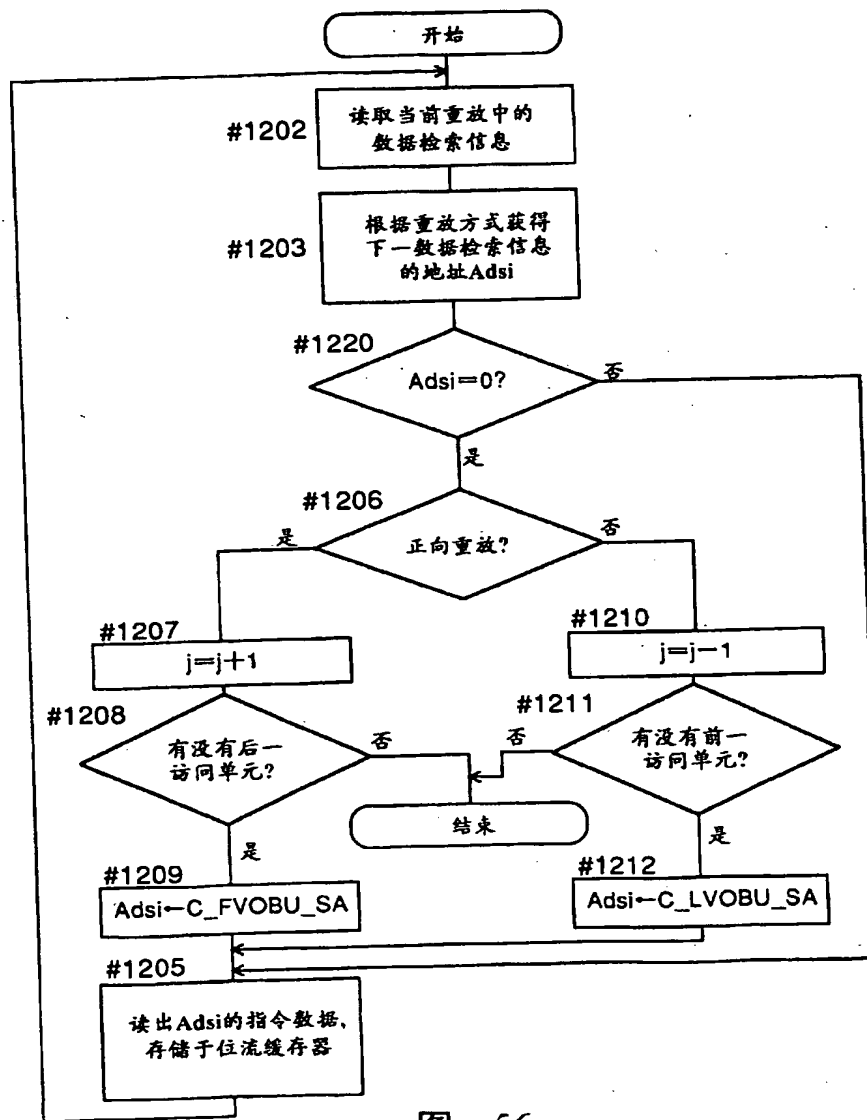 开始
#1202
读取当前重放中的
数据检索信息
#1203
根据重放方式获得
下一数据检索信息
的地址Adsi
#1220
Adsi=0?
否
是
#1206
正向重放?
是
否
#1207
j=j+1
#1210
j=j-1
#1208
有没有后一
访问单元?
否
#1211
有没有前一
访问单元?
否
结束
是
是
#1209
Adsi←C_FVOBU_SA
#1212
Adsi←C_LVOBU_SA
#1205
读出Adsi的指令数据,
存储于位流缓存器
图 56